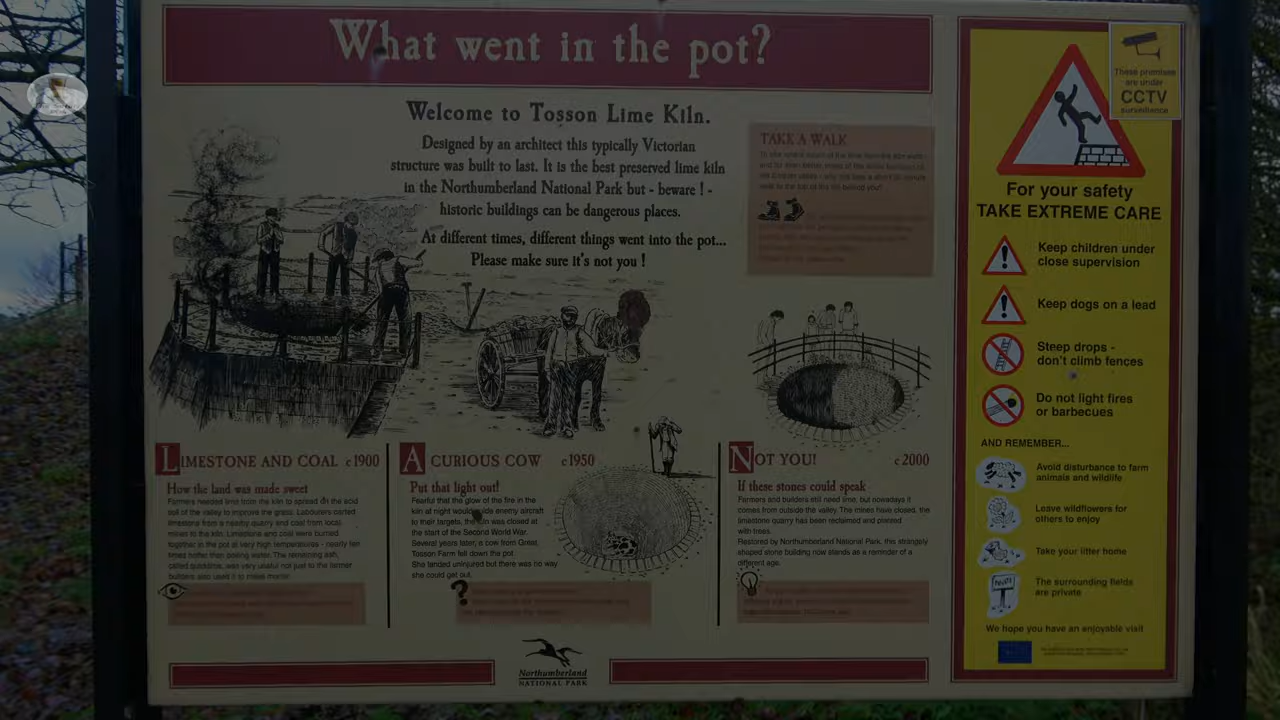 What went in the pot?
Welcome to Tosson Lime Kiln.
Designed by an architect this typically Victorian
structure was built to last. It is the best preserved lime kiln
in the Northumberland National Park but - beware ! -
historic buildings can be dangerous places.
At different times, different things went into the pot...
Please make sure it's not you !
TAKE A WALK
LIMESTONE AND COAL c1900
How the land was made sweet
Farmers needed lime from the kiln to spread on the acid
soil of the valley to improve the grass. Labourers carted
limestone from a nearby quarry and coal from local
mines to the kiln. Limestone and coal were burned
together in the pot at very high temperatures - nearly ten
times hotter than boiling water. The remaining ash,
called quicklime, was very useful not just to the farmer
builders also used it to make mortar.
A CURIOUS COW c1950
Put that light out!
Fearful that the glow of the fire in the
kiln at night would guide enemy aircraft
to their targets, the kiln was closed at
the start of the Second World War.
Several years later, a cow from Great
Tosson Farm fell down the pot.
She landed uninjured but there was no way
she could get out.
NOT YOU! c2000
If these stones could speak
Farmers and builders still need lime, but nowadays it
comes from outside the valley. The mines have closed, the
limestone quarry has been reclaimed and planted
with trees.
Restored by Northumberland National Park, this strangely
shaped stone building now stands as a reminder of a
different age.
Northumberland
NATIONAL PARK
These premises
are under
CCTV
surveillance
For your safety
TAKE EXTREME CARE
Keep children under
close supervision
Keep dogs on a lead
Steep drops -
don't climb fences
Do not light fires
or barbecues
AND REMEMBER...
Avoid disturbance to farm
animals and wildlife
Leave wildflowers for
others to enjoy
Take your litter home
PRIVATE
The surrounding fields
are private
We hope you have an enjoyable visit